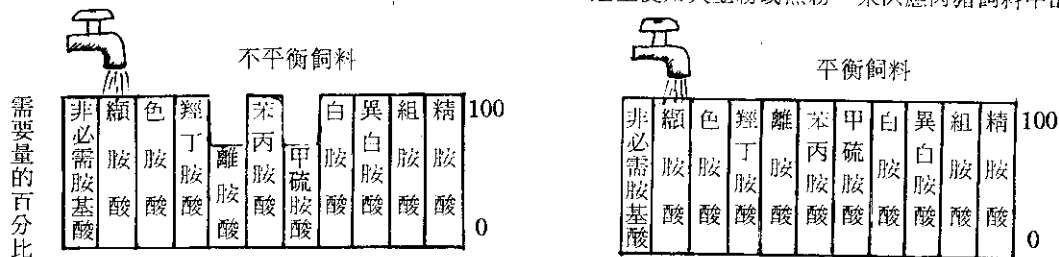 不平衡飼料
需要量的百分比
非必需胺基酸
纈胺酸
色胺酸
羥丁胺酸
離胺酸
苯丙胺酸
甲硫胺酸
白胺酸
異白胺酸
組胺酸
精胺酸
100
0
平衡飼料
非必需胺基酸
纈胺酸
色胺酸
羥丁胺酸
離胺酸
苯丙胺酸
甲硫胺酸
白胺酸
異白胺酸
組胺酸
精胺酸
100
0